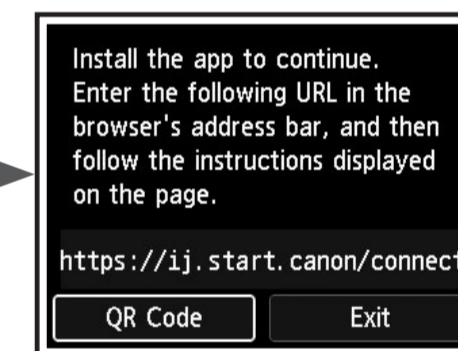 Install the app to continue.
Enter the following URL in the
browser's address bar, and then
follow the instructions displayed
on the page.
https://ij.start.canon/connect
QR Code
Exit